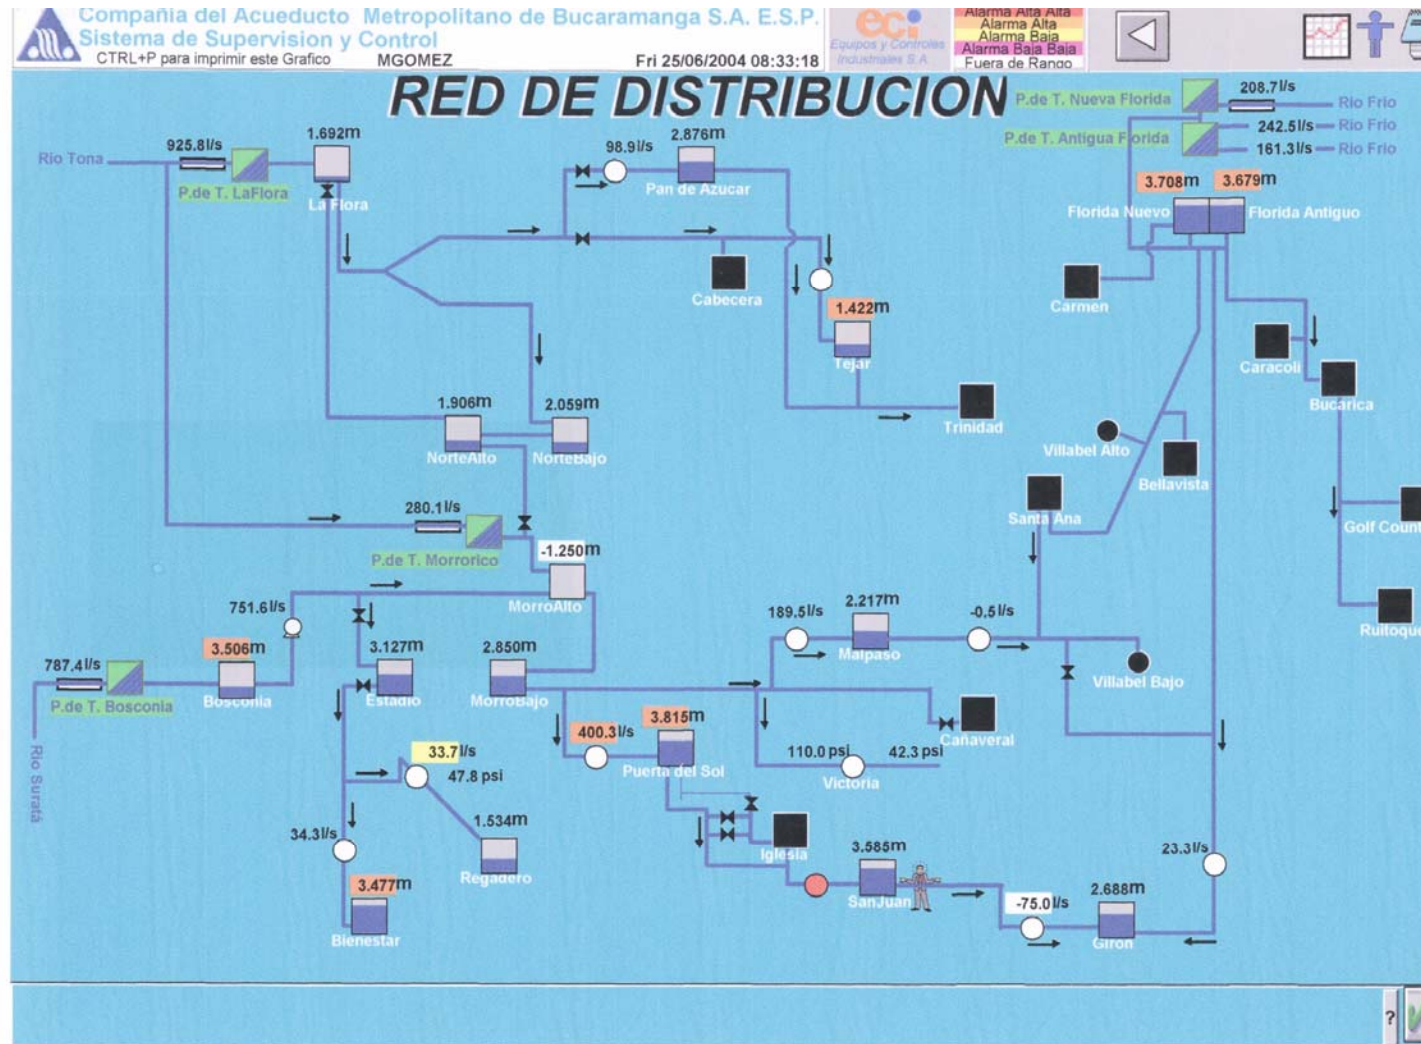 Compañia del Acueducto Metropolitano de Bucaramanga S.A. E.S.P.
Sistema de Supervision y Control
CTRL+P para imprimir este Grafico MGOMEZ Fri 25/06/2004 08:33:18
eci
Equipos y Controles
Industriales S.A.
Alarma Alta Alta
Alarma Alta
Alarma Baja
Alarma Baja Baja
Fuera de Rango
RED DE DISTRIBUCION
P.de T. Nueva Florida
208.7l/s
Rio Frio
P.de T. Antigua Florida
242.5l/s
Rio Frio
161.3l/s
Rio Frio
Rio Tona
925.8l/s
P.de T. LaFlora
1.692m
La Flora
98.9l/s
2.876m
Pan de Azucar
3.708m
3.679m
Florida Nuevo
Florida Antiguo
Cabecera
Carmen
1.422m
Tejar
Caracoli
Bucarica
1.906m
NorteAlto
2.059m
NorteBajo
Trinidad
Villabel Alto
Bellavista
Santa Ana
Golf Count
Ruitoque
280.1l/s
P.de T. Morrorico
-1.250m
MorroAlto
751.6l/s
787.4l/s
P.de T. Bosconia
3.506m
Bosconia
3.127m
Estadio
2.850m
MorroBajo
189.5l/s
2.217m
Malpaso
-0.5l/s
Villabel Bajo
Cañaveral
Rio Suratá
400.3l/s
3.815m
Puerta del Sol
110.0psi
42.3psi
Victoria
33.7l/s
47.8psi
1.534m
Regadero
34.3l/s
3.477m
Bienestar
Iglesia
3.585m
SanJuan
-75.0l/s
2.688m
Giron
23.3l/s
?